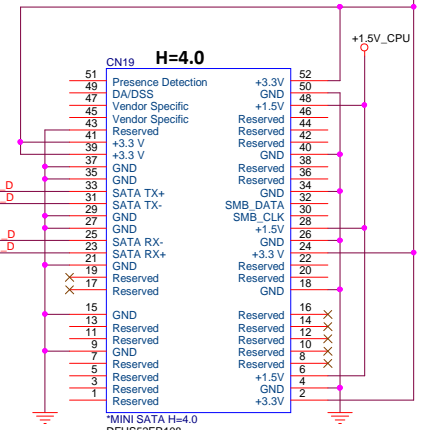 +1.5V_CPU
CN19 H=4.0
51 Presence Detection +3.3V 52
49 DA/DSS GND 50
47 Vendor Specific +1.5V 48
45 Vendor Specific Reserved 46
43 Reserved Reserved 44
41 +3.3 V Reserved 42
39 +3.3 V GND 40
37 GND Reserved 38
35 GND Reserved 36
_D 33 SATA TX+ GND 34
_D 31 SATA TX- SMB_DATA 32
29 GND SMB_CLK 30
27 GND +1.5V 28
_D 25 SATA RX- GND 26
_D 23 SATA RX+ +3.3 V 24
21 GND Reserved 22
19 Reserved Reserved 20
17 Reserved GND 18
15 GND Reserved 16
13 Reserved Reserved 14
11 Reserved Reserved 12
9 GND Reserved 10
7 Reserved Reserved 8
5 Reserved +1.5V 6
3 Reserved GND 4
1 Reserved +3.3V 2
*MINI SATA H=4.0